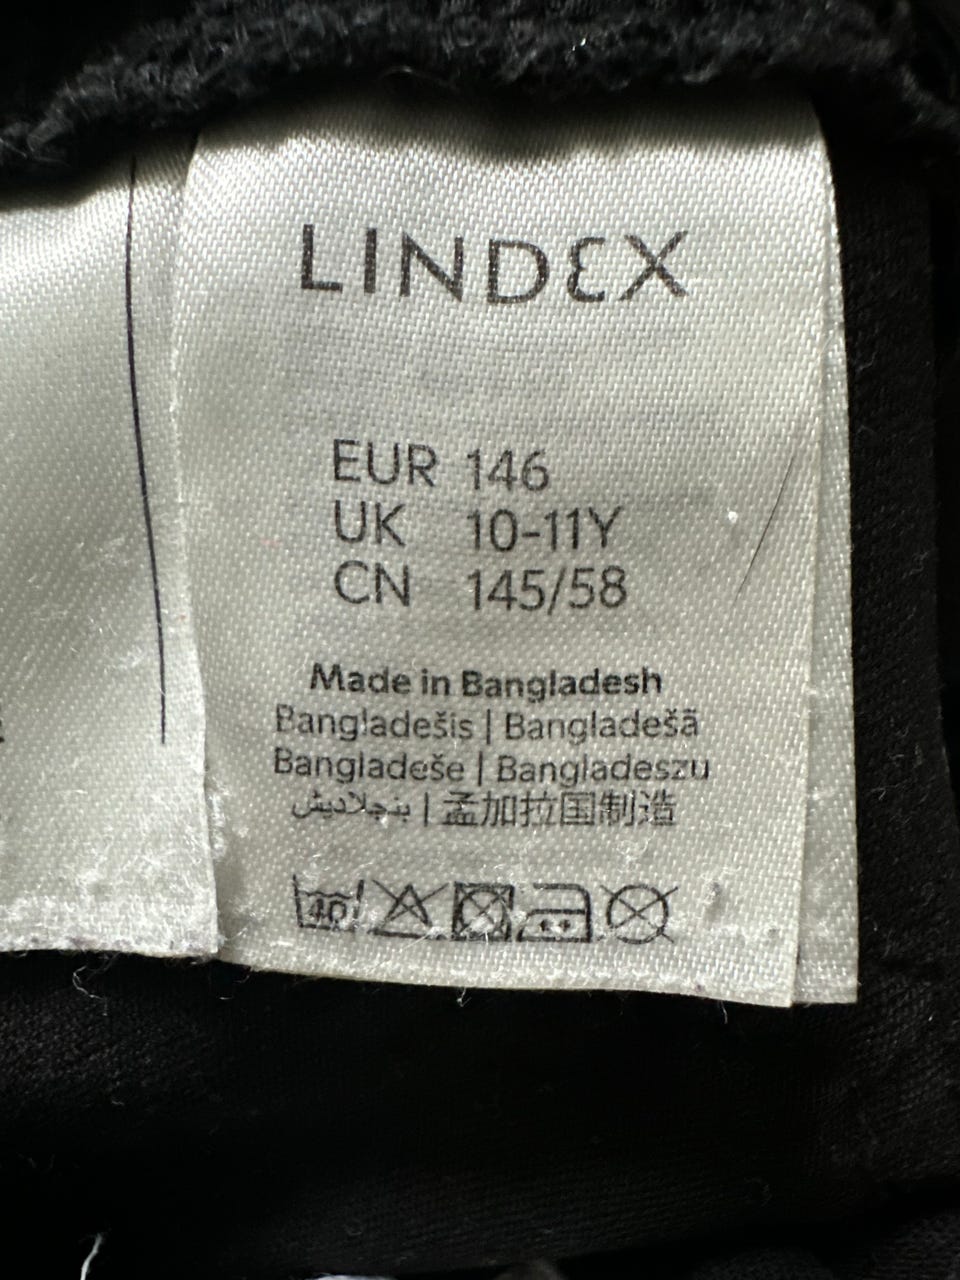 LINDEX
EUR 146
UK 10-11Y
CN 145/58
Made in Bangladesh
Bangladešis | Bangladešā
Bangladeše | Bangladeszu
بنجلاديش | 孟加拉国制造
40